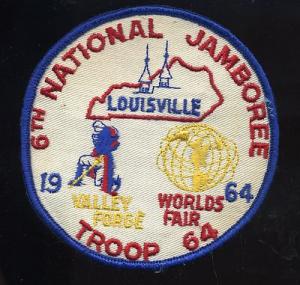 6TH NATIONAL JAMBOREE
LOUISVILLE
19 64
VALLEY FORGE
WORLDS FAIR
TROOP 64